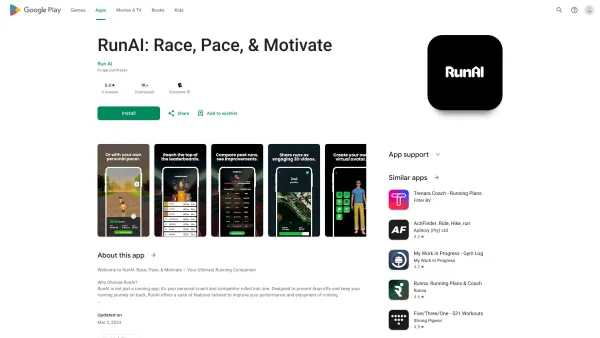 Google Play
Games
Apps
Movies & TV
Books
Kids
RunAI: Race, Pace, & Motivate
Run AI
In-app purchases
5.0★
1K+
Downloads
Everyone 10
Install
Share
Add to wishlist
RunAI
Or with your own personal pacer.
Reach the top of the leaderboards.
Compare past runs, see improvements.
Share runs as engaging 3D videos.
Create your own virtual avatar.
App support
Similar apps
Trenara Coach - Running Plans
Fitter BV
ActiFinder: Ride, Hike, run
ApStory (Pty) Ltd
4.2★
My Work in Progress - Gym Log
My Work In Progress
4.2★
Runna: Running Plans & Coach
Runna
4.6★
Five/Three/One - 531 Workouts
Strong Pigeon
4.8★
About this app
Welcome to RunAI: Race, Pace, & Motivate – Your Ultimate Running Companion
Why Choose RunAI?
RunAI is not just a running app; it's your personal coach and competitor rolled into one. Designed to prevent drop-offs and keep your
running journey on track, RunAI offers a suite of features tailored to improve your performance and enjoyment of running.
Updated on
Mar 3, 2024